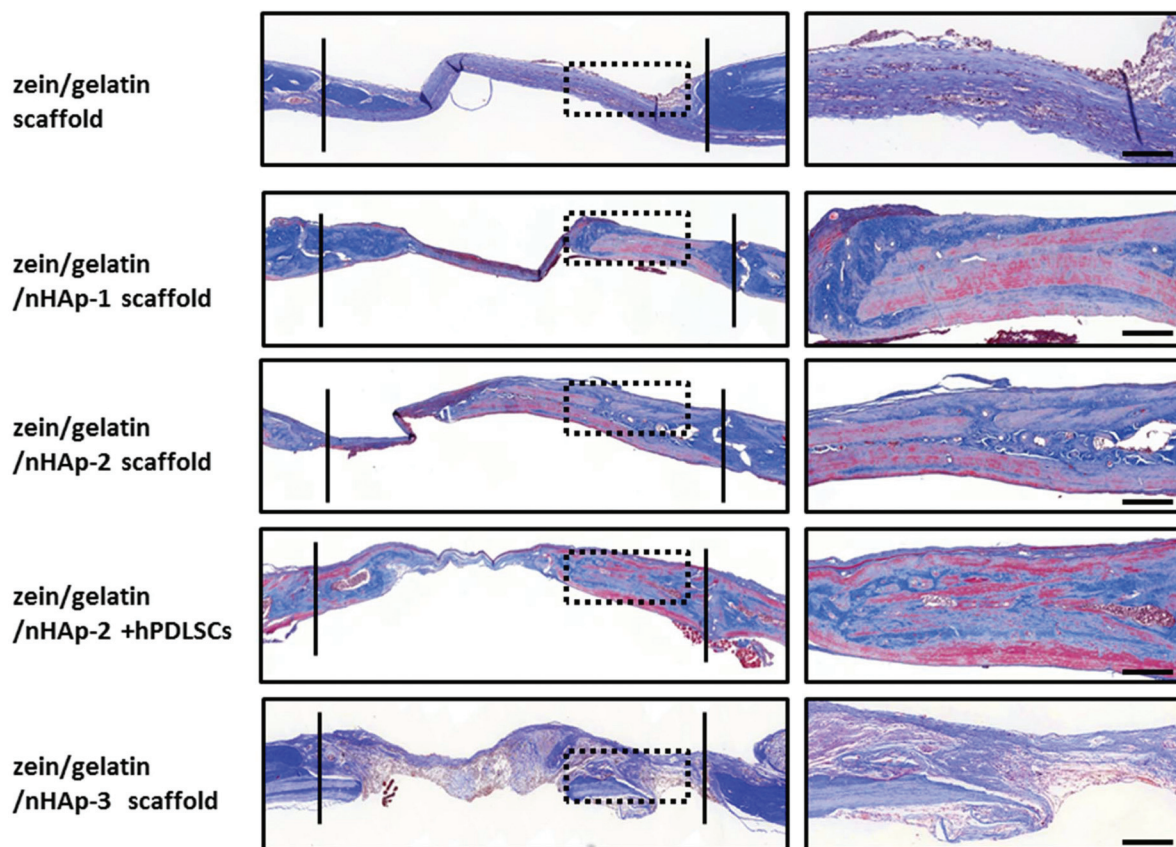 zein/gelatin
scaffold
zein/gelatin
/nHAp-1 scaffold
zein/gelatin
/nHAp-2 scaffold
zein/gelatin
/nHAp-2 +hPDLSCs
zein/gelatin
/nHAp-3 scaffold